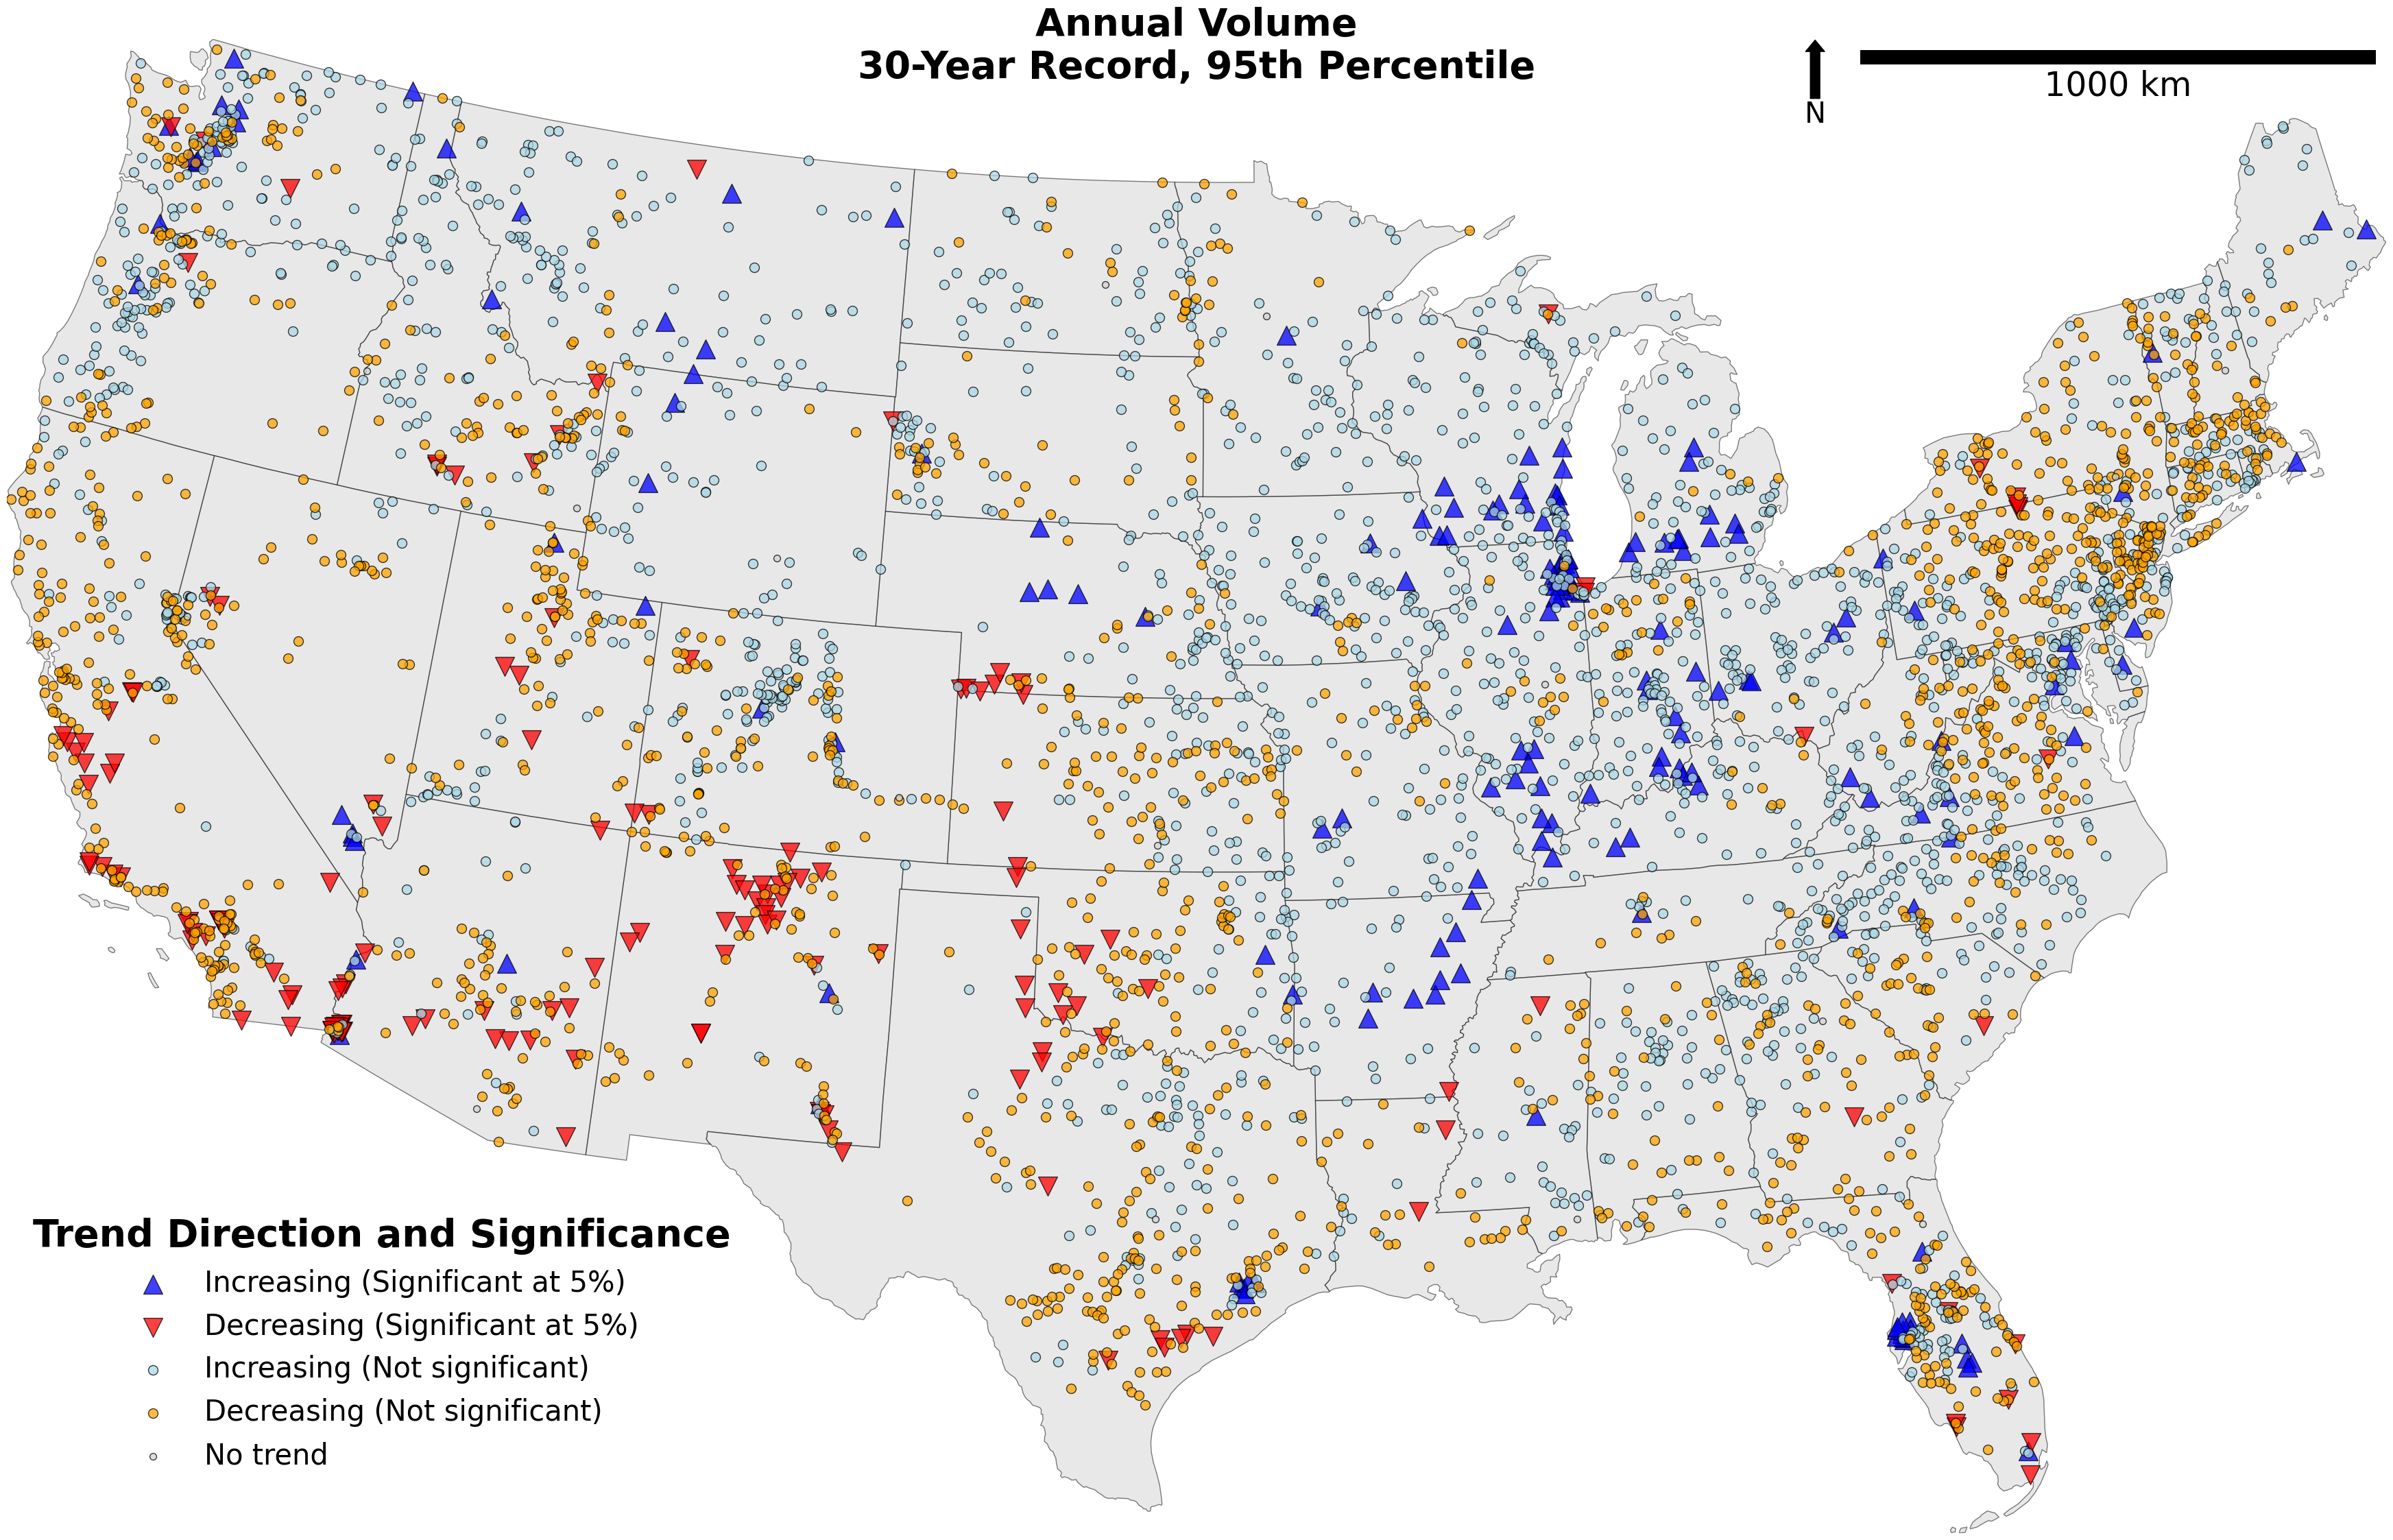 Annual Volume
30-Year Record, 95th Percentile
N
1000 km
Trend Direction and Significance
Increasing (Significant at 5%)
Decreasing (Significant at 5%)
Increasing (Not significant)
Decreasing (Not significant)
No trend